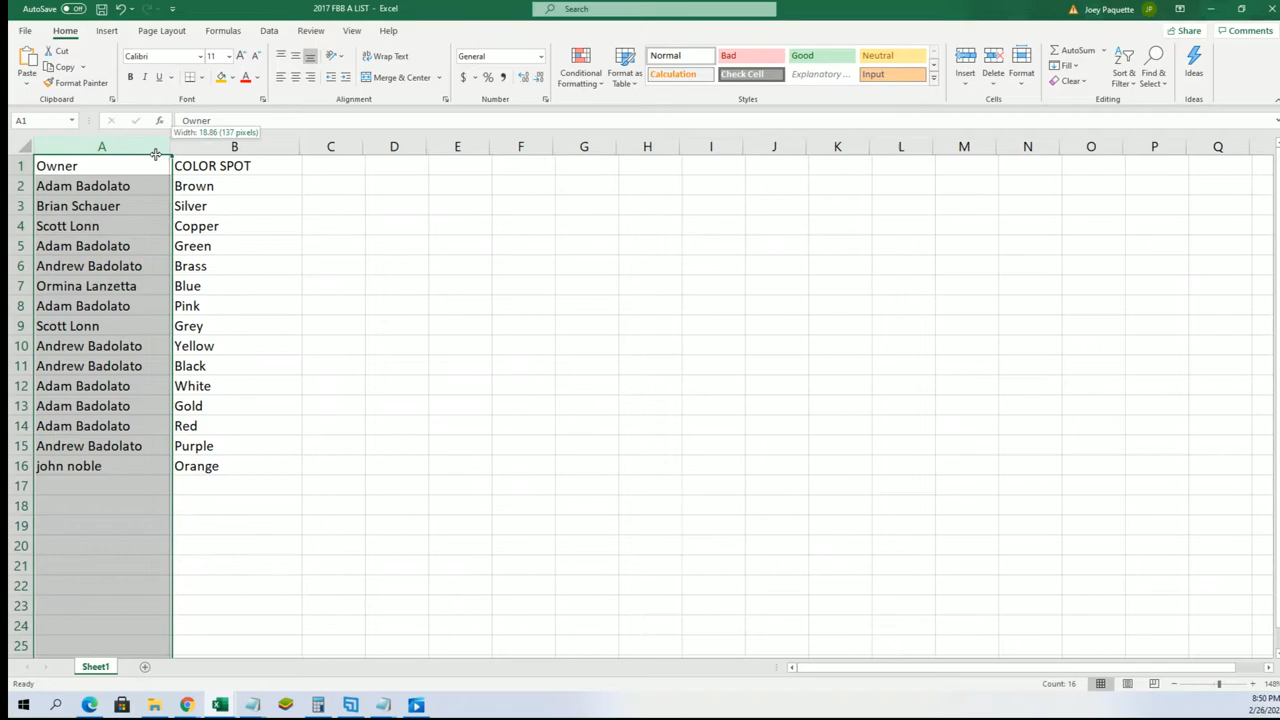 AutoSave Off 2017 FBB A LIST - Excel Search Joey Paquette JP
File Home Insert Page Layout Formulas Data Review View Help Share Comments
Paste Cut Copy Format Painter Clipboard
Calibri 11 A A B I U A Font
ab Wrap Text Merge & Center Alignment
General $ % 9 Number
Conditional Formatting Format as Table
Normal Bad Good Neutral
Calculation Check Cell Explanatory ... Input
Styles
Insert Delete Format Cells
AutoSum Fill Clear Sort & Filter Find & Select Editing
Ideas Ideas
A1 fx Owner
Width: 18.86 (137 pixels)
A B C D E F G H I J K L M N O P Q
1 Owner COLOR SPOT
2 Adam Badolato Brown
3 Brian Schauer Silver
4 Scott Lonn Copper
5 Adam Badolato Green
6 Andrew Badolato Brass
7 Ormina Lanzetta Blue
8 Adam Badolato Pink
9 Scott Lonn Grey
10 Andrew Badolato Yellow
11 Andrew Badolato Black
12 Adam Badolato White
13 Adam Badolato Gold
14 Adam Badolato Red
15 Andrew Badolato Purple
16 john noble Orange
17
18
19
20
21
22
23
24
25
Sheet1
Ready Count: 16 148%
8:50 PM
2/26/202